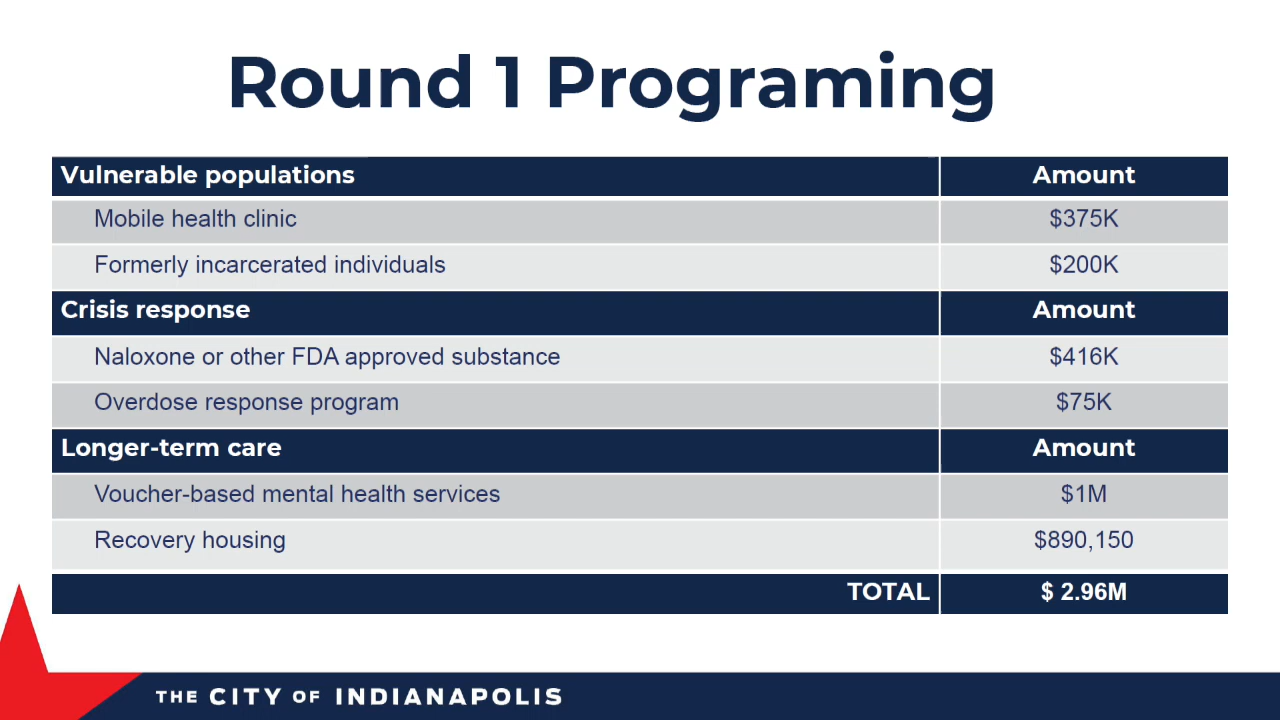 Round 1 Programing
Vulnerable populations Amount
Mobile health clinic $375K
Formerly incarcerated individuals $200K
Crisis response Amount
Naloxone or other FDA approved substance $416K
Overdose response program $75K
Longer-term care Amount
Voucher-based mental health services $1M
Recovery housing $890,150
TOTAL $ 2.96M
THE CITY OF INDIANAPOLIS